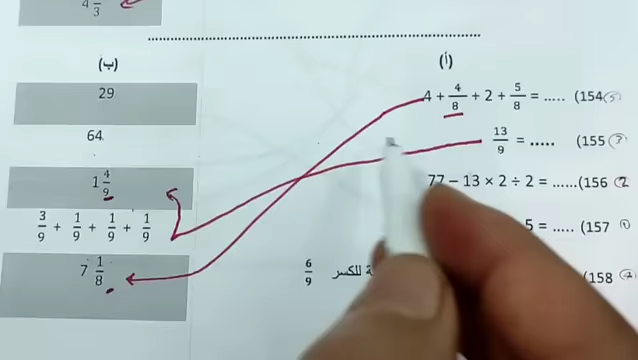 4 3
(أ)
(ب)
154) 4 + 4/8 + 2 + 5/8 = .....
29
155) 13/9 = .....
64
156) 77 − 13 × 2 ÷ 2 = ......
1 4/9
157) 5 = .....
3/9 + 1/9 + 1/9 + 1/9
158) للكسر 6/9
7 1/8